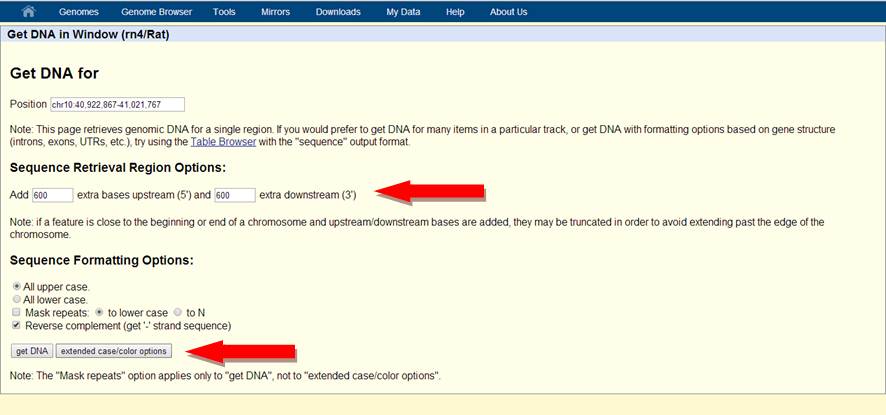 Genomes Genome Browser Tools Mirrors Downloads My Data Help About Us
Get DNA in Window (rn4/Rat)
Get DNA for
Position chr10:40,922,867-41,021,767
Note: This page retrieves genomic DNA for a single region. If you would prefer to get DNA for many items in a particular track, or get DNA with formatting options based on gene structure
(introns, exons, UTRs, etc.), try using the Table Browser with the "sequence" output format.
Sequence Retrieval Region Options:
Add 600 extra bases upstream (5') and 600 extra downstream (3')
Note: if a feature is close to the beginning or end of a chromosome and upstream/downstream bases are added, they may be truncated in order to avoid extending past the edge of the
chromosome.
Sequence Formatting Options:
All upper case.
All lower case.
Mask repeats: to lower case to N
Reverse complement (get '-' strand sequence)
get DNA extended case/color options
Note: The "Mask repeats" option applies only to "get DNA", not to "extended case/color options".